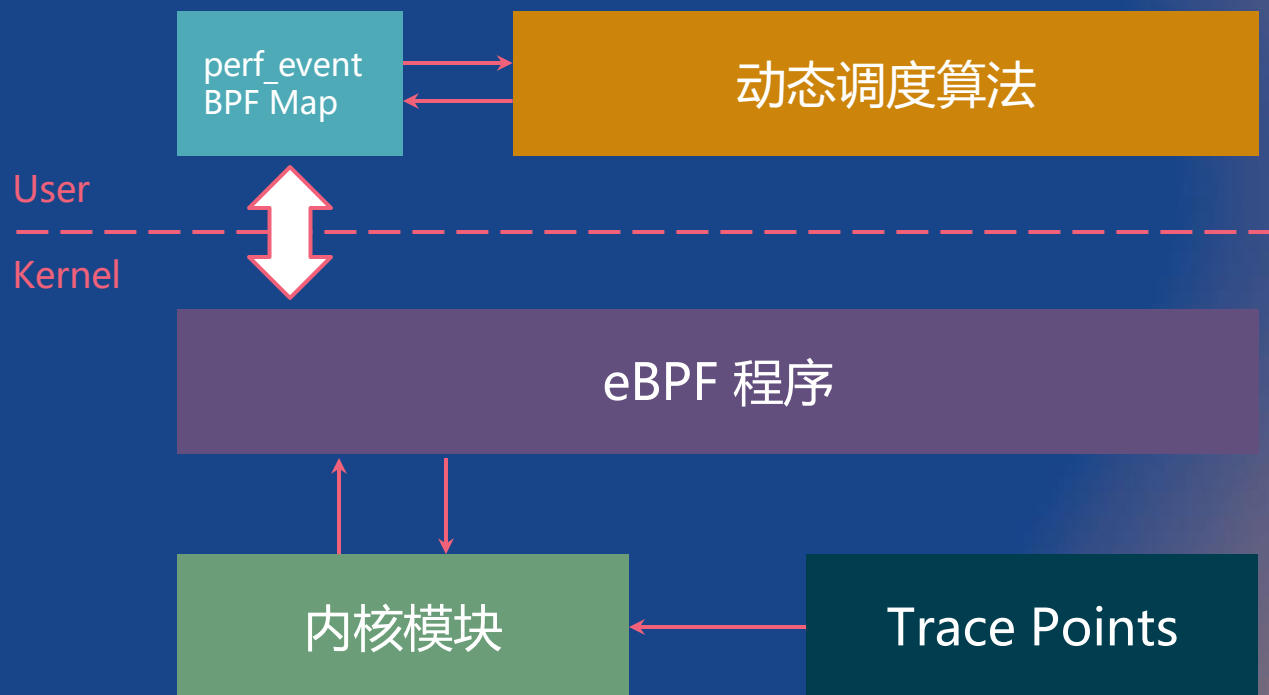 perf_event
BPF Map
动态调度算法
User
Kernel
eBPF 程序
内核模块
Trace Points